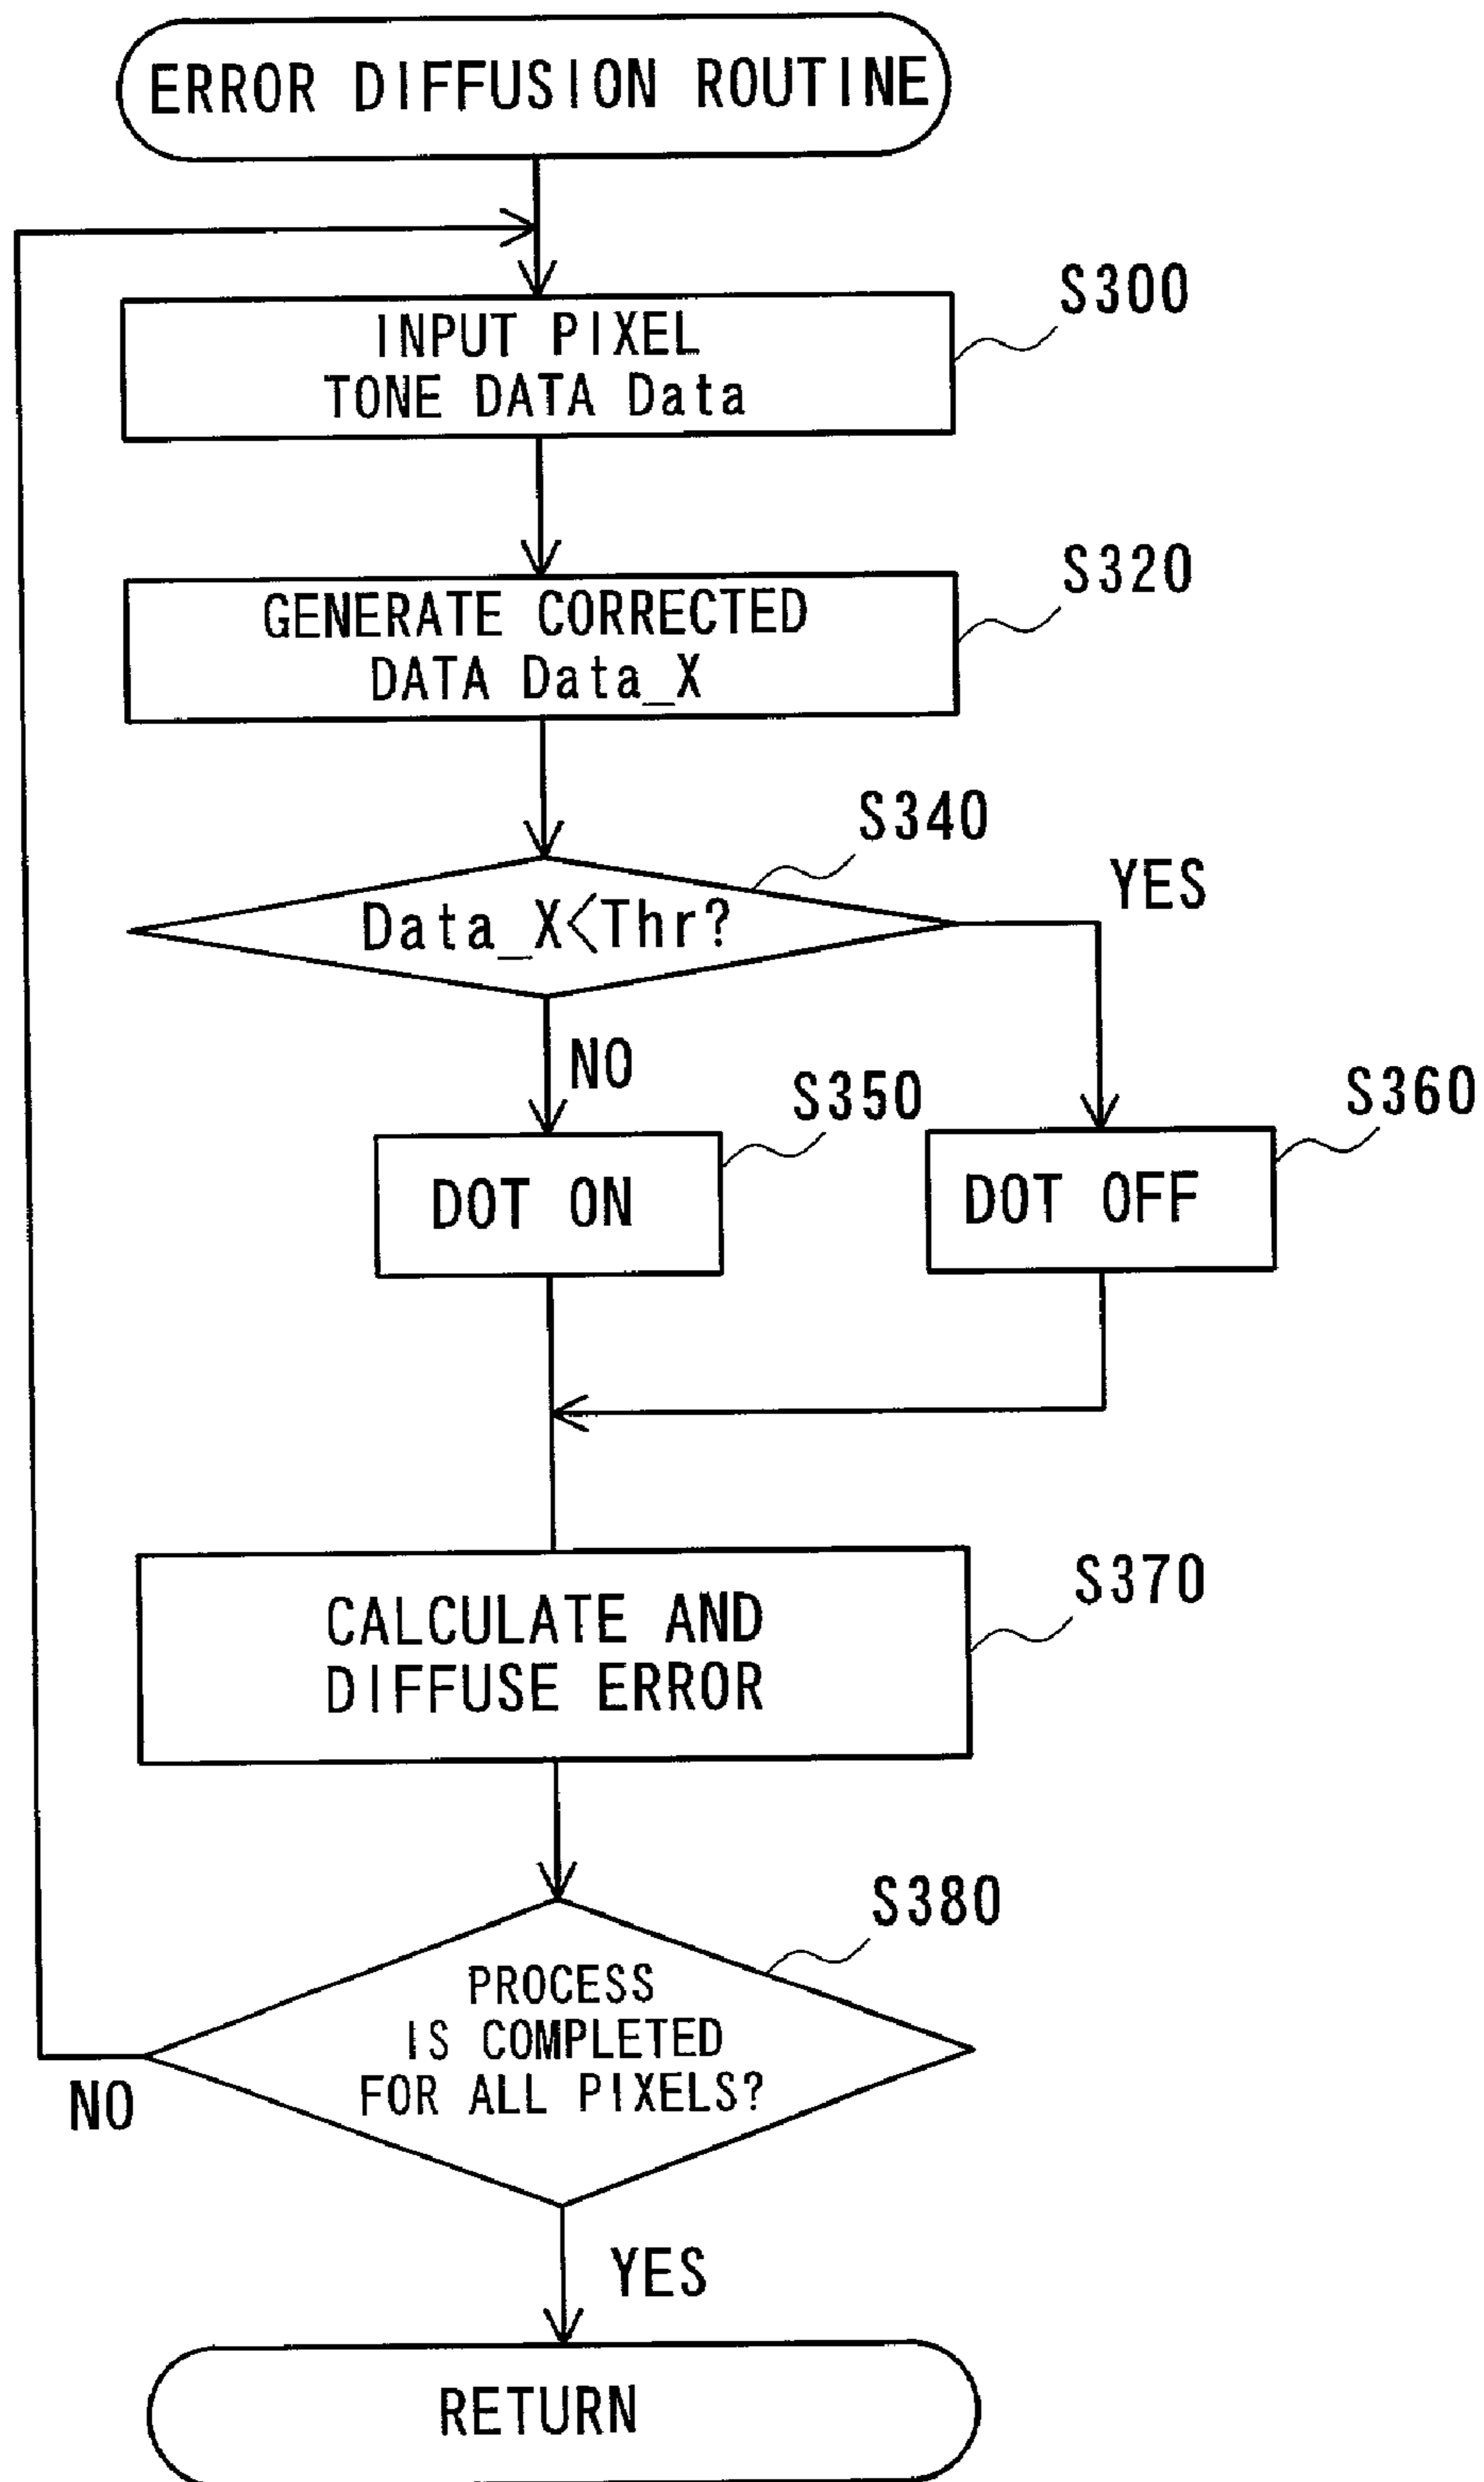 ERROR DIFFUSION ROUTINE
S300
INPUT PIXEL
TONE DATA Data
S320
GENERATE CORRECTED
DATA Data_X
S340
Data_X<Thr?
YES
NO
S350
DOT ON
S360
DOT OFF
S370
CALCULATE AND
DIFFUSE ERROR
S380
PROCESS
IS COMPLETED
FOR ALL PIXELS?
NO
YES
RETURN